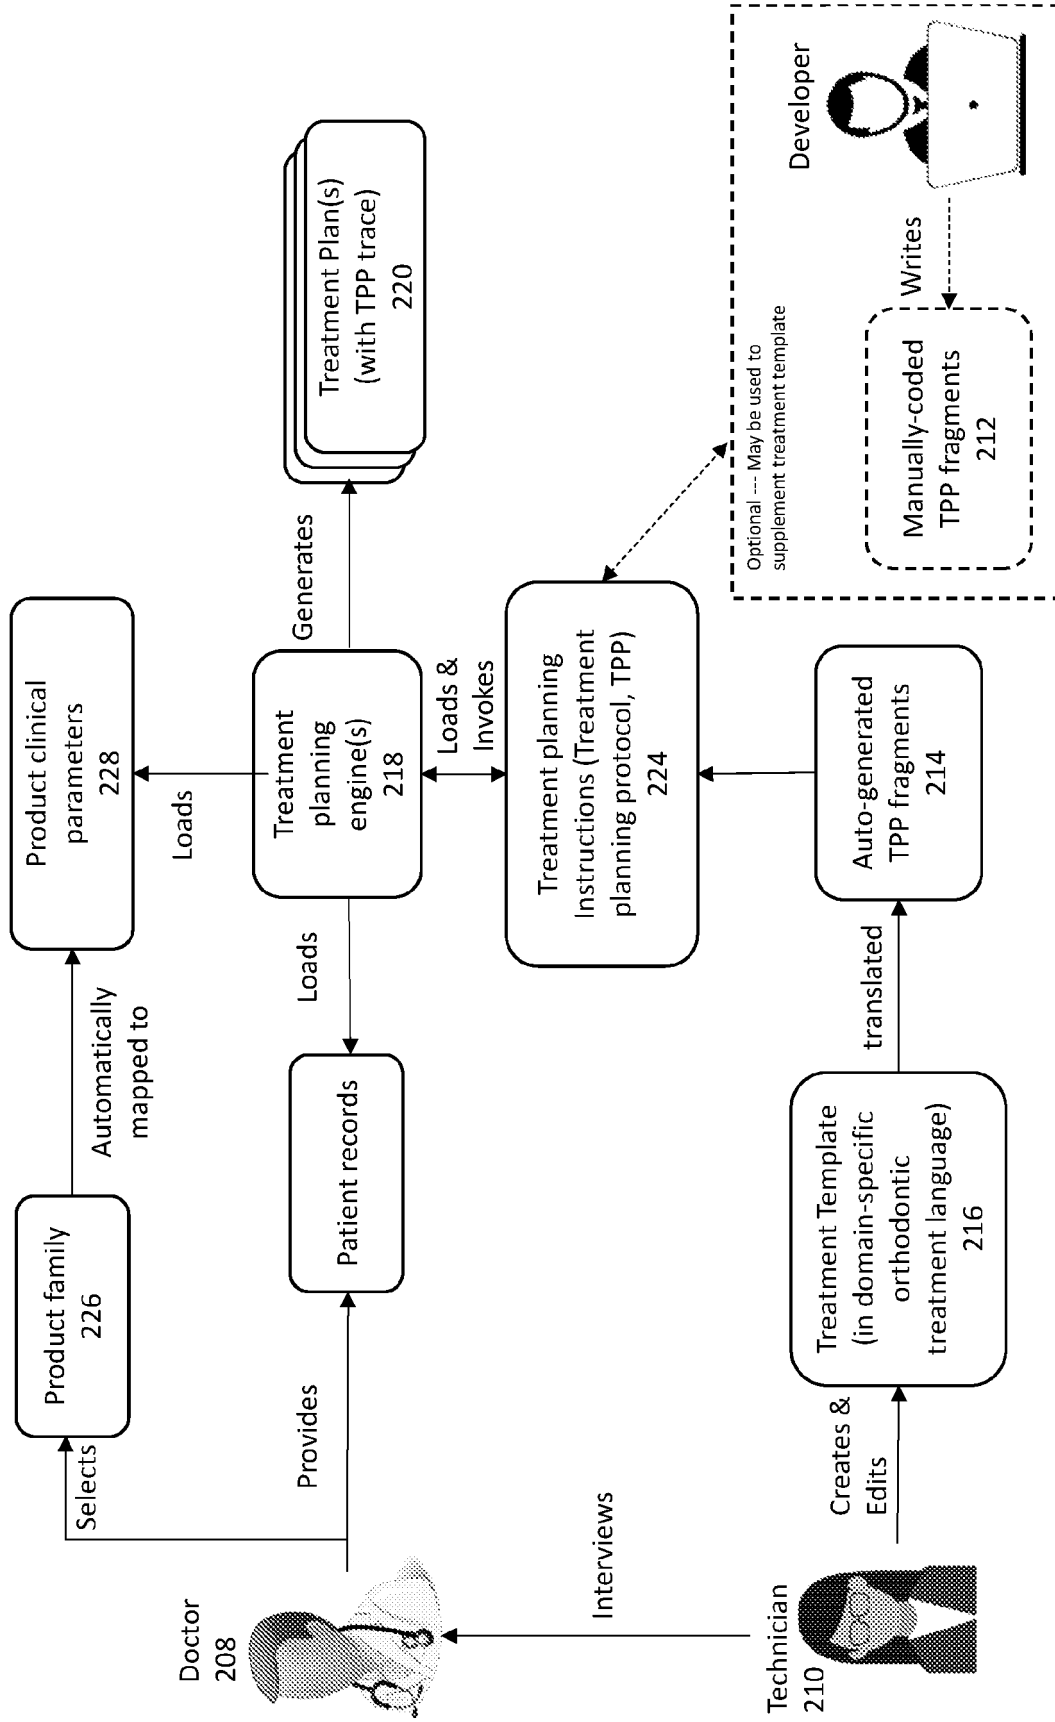 Doctor
208
Selects
Product family
226
Automatically
mapped to
Product clinical
parameters
228
Provides
Patient records
Loads
Loads
Treatment
planning
engine(s)
218
Generates
Treatment Plan(s)
(with TPP trace)
220
Interviews
Loads &
Invokes
Treatment planning
Instructions (Treatment
planning protocol, TPP)
224
Technician
210
Creates &
Edits
Treatment Template
(in domain-specific
orthodontic
treatment language)
216
translated
Auto-generated
TPP fragments
214
Optional --- May be used to
supplement treatment template
Manually-coded
TPP fragments
212
Writes
Developer